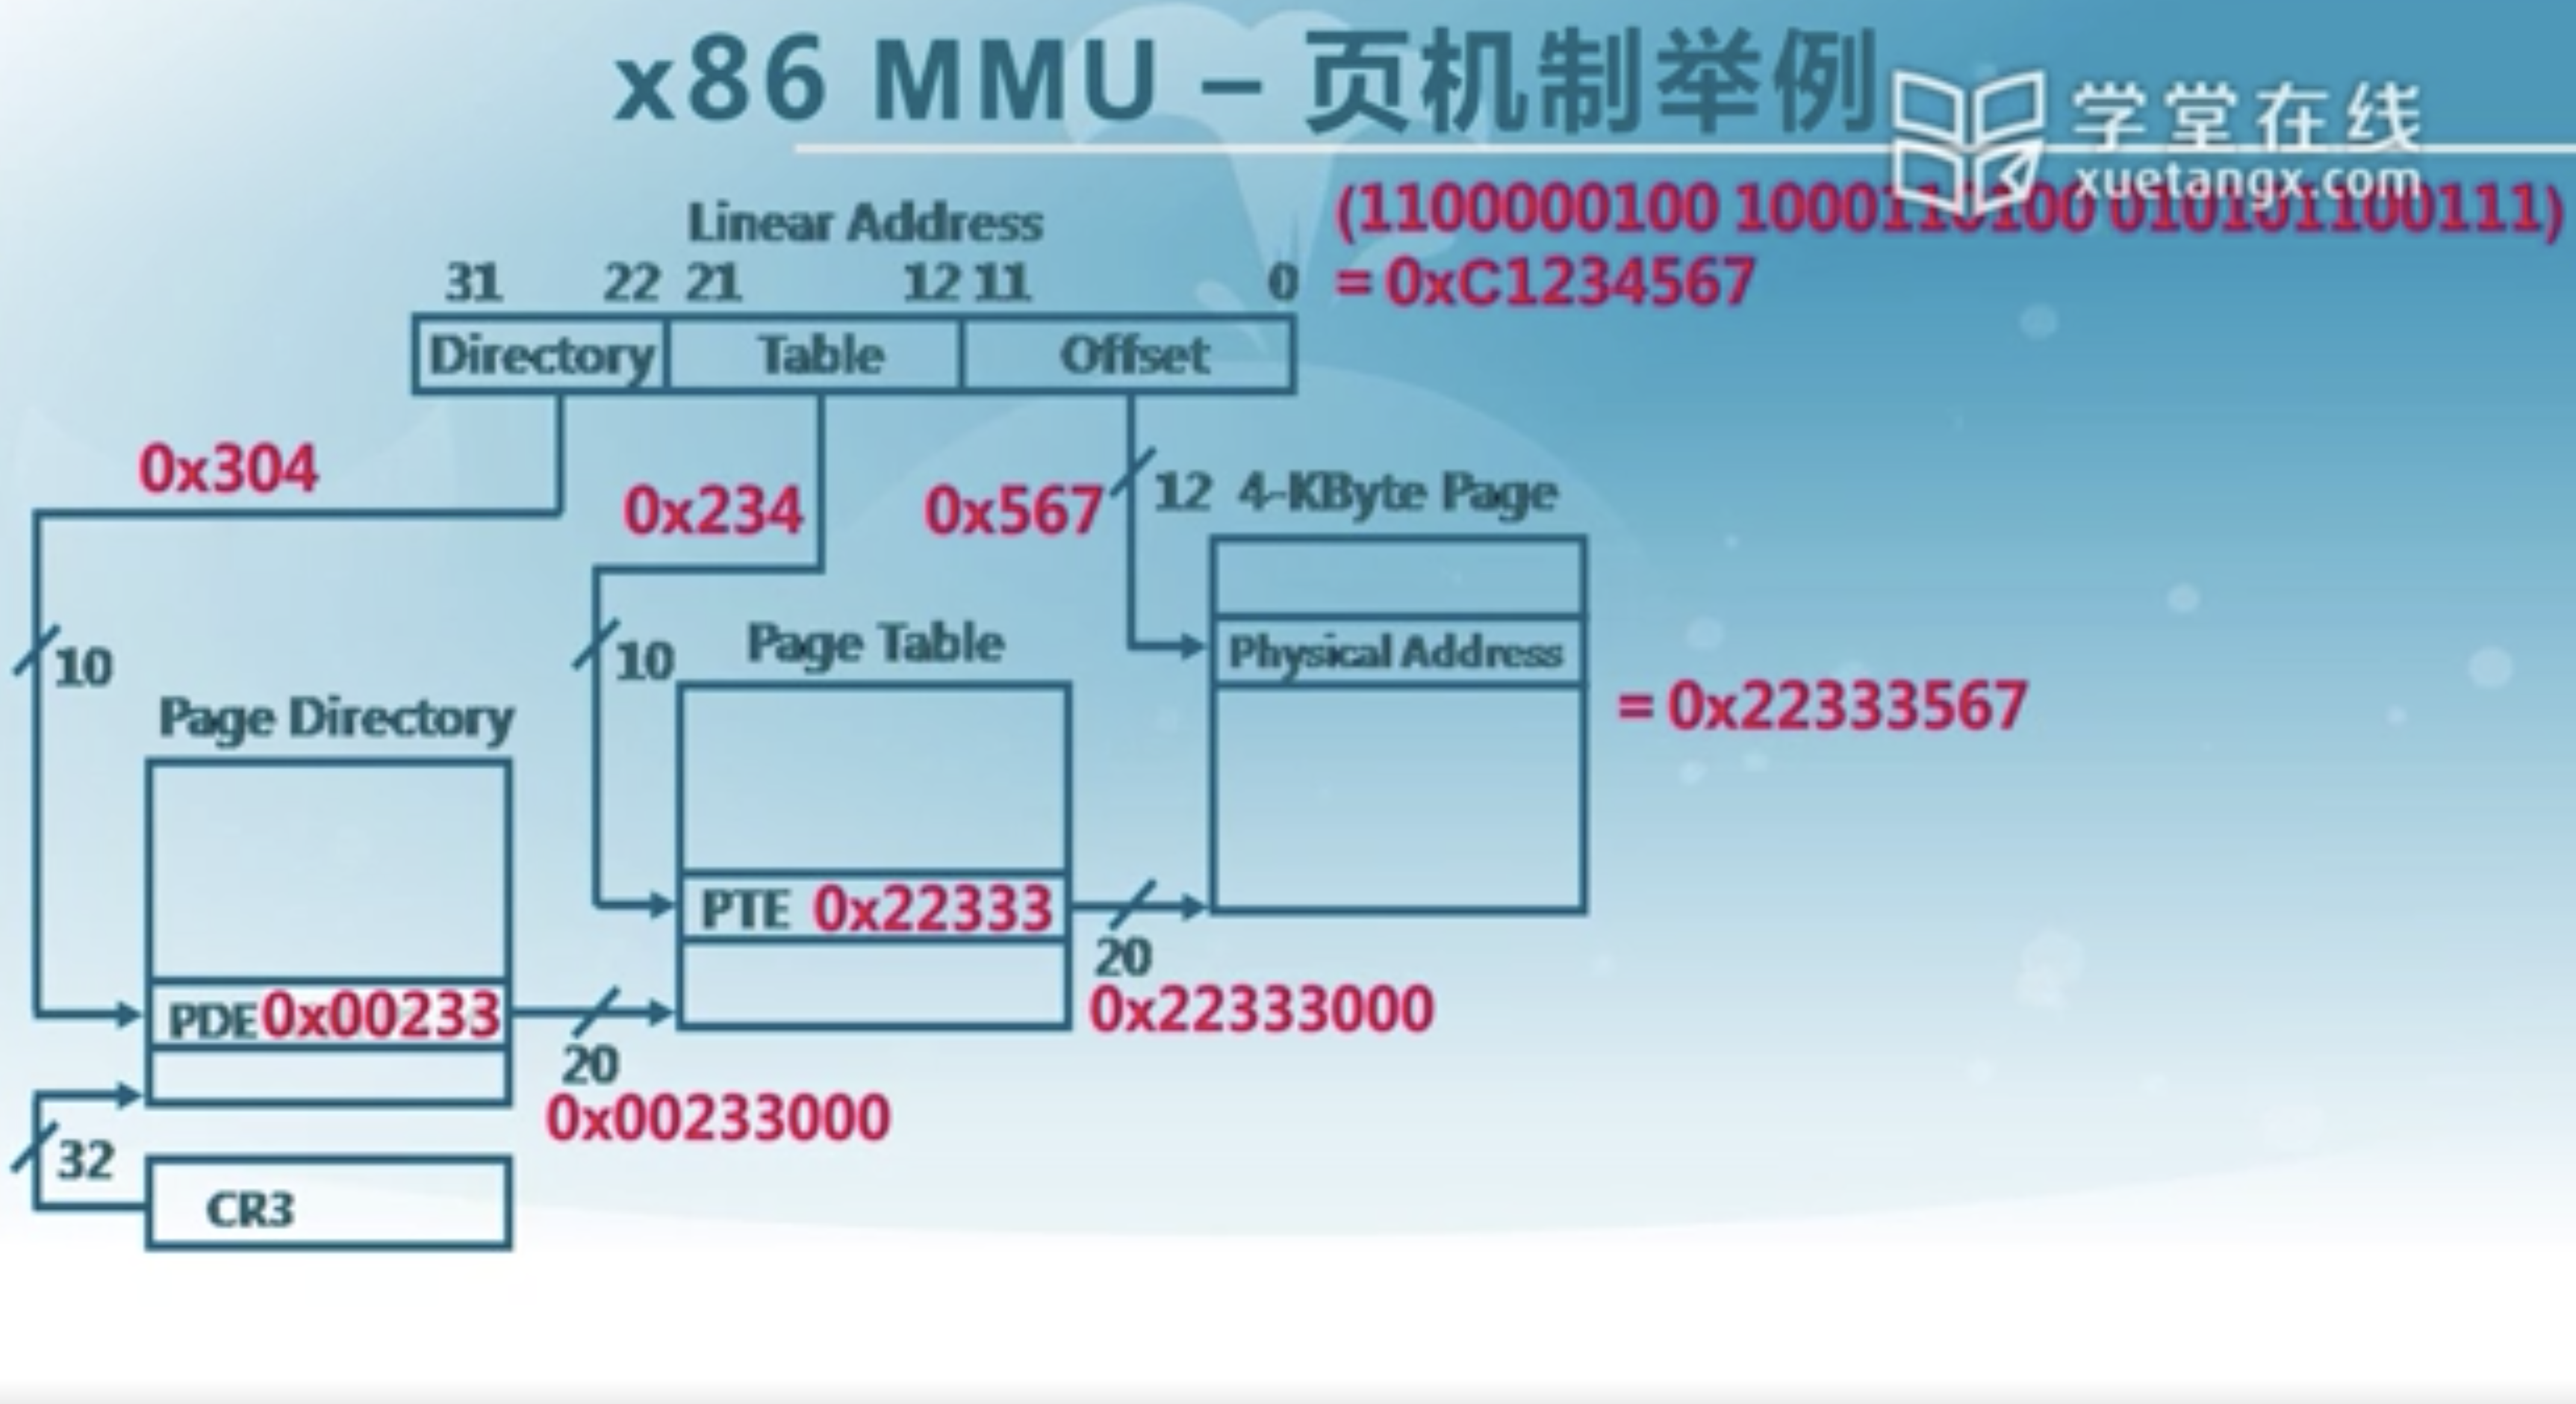 x86 MMU – 页机制举例
学堂在线
xuetangx.com
Linear Address
(1100000100 1000110100 010101100111)
31 22 21 12 11 0
= 0xC1234567
Directory Table Offset
0x304
0x234
0x567
12
4-KByte Page
10
10
Page Table
Physical Address
= 0x22333567
Page Directory
PTE 0x22333
20
0x22333000
PDE 0x00233
20
0x00233000
32
CR3